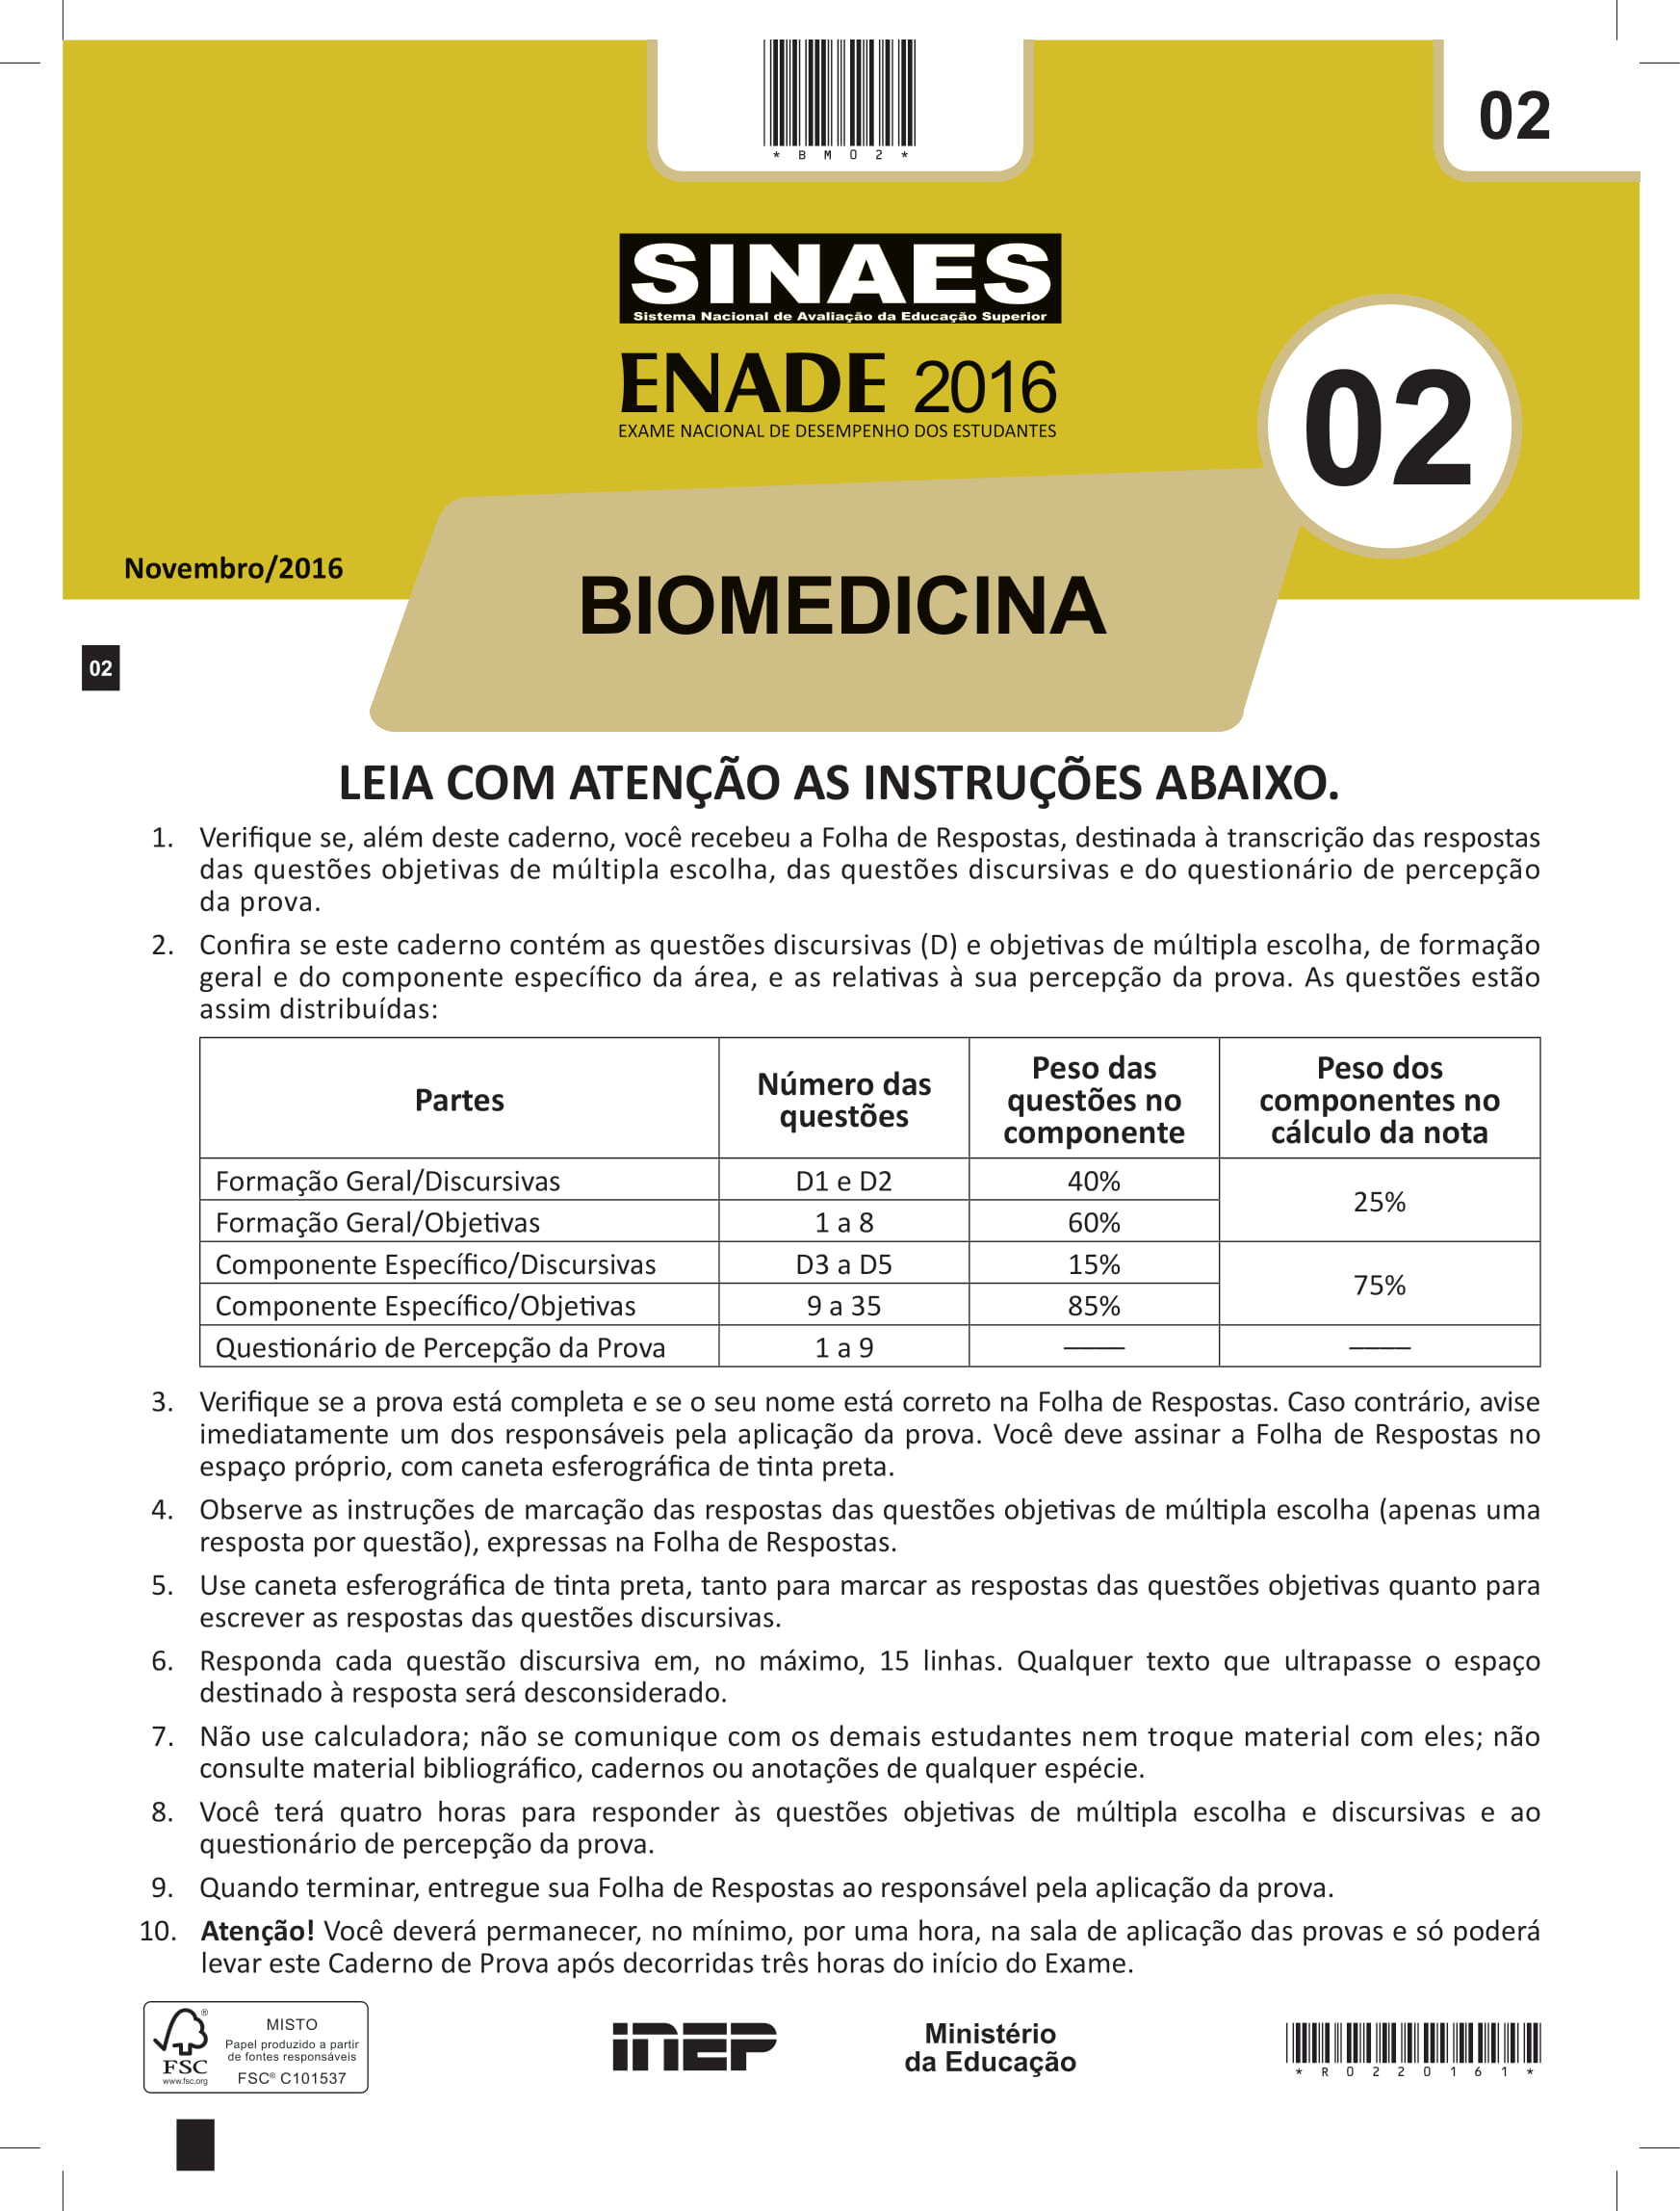 * B M 0 2 *
02
SINAES
Sistema Nacional de Avaliação da Educação Superior
ENADE 2016
EXAME NACIONAL DE DESEMPENHO DOS ESTUDANTES
02
Novembro/2016
BIOMEDICINA
02
LEIA COM ATENÇÃO AS INSTRUÇÕES ABAIXO.
1. Verifique se, além deste caderno, você recebeu a Folha de Respostas, destinada à transcrição das respostas
das questões objetivas de múltipla escolha, das questões discursivas e do questionário de percepção
da prova.
2. Confira se este caderno contém as questões discursivas (D) e objetivas de múltipla escolha, de formação
geral e do componente específico da área, e as relativas à sua percepção da prova. As questões estão
assim distribuídas:
Partes
Número das
questões
Peso das
questões no
componente
Peso dos
componentes no
cálculo da nota
Formação Geral/Discursivas D1 e D2 40%
25%
Formação Geral/Objetivas 1 a 8 60%
Componente Específico/Discursivas D3 a D5 15%
75%
Componente Específico/Objetivas 9 a 35 85%
Questionário de Percepção da Prova 1 a 9 —— ——
3. Verifique se a prova está completa e se o seu nome está correto na Folha de Respostas. Caso contrário, avise
imediatamente um dos responsáveis pela aplicação da prova. Você deve assinar a Folha de Respostas no
espaço próprio, com caneta esferográfica de tinta preta.
4. Observe as instruções de marcação das respostas das questões objetivas de múltipla escolha (apenas uma
resposta por questão), expressas na Folha de Respostas.
5. Use caneta esferográfica de tinta preta, tanto para marcar as respostas das questões objetivas quanto para
escrever as respostas das questões discursivas.
6. Responda cada questão discursiva em, no máximo, 15 linhas. Qualquer texto que ultrapasse o espaço
destinado à resposta será desconsiderado.
7. Não use calculadora; não se comunique com os demais estudantes nem troque material com eles; não
consulte material bibliográfico, cadernos ou anotações de qualquer espécie.
8. Você terá quatro horas para responder às questões objetivas de múltipla escolha e discursivas e ao
questionário de percepção da prova.
9. Quando terminar, entregue sua Folha de Respostas ao responsável pela aplicação da prova.
10. Atenção! Você deverá permanecer, no mínimo, por uma hora, na sala de aplicação das provas e só poderá
levar este Caderno de Prova após decorridas três horas do início do Exame.
®
FSC
www.fsc.org
MISTO
Papel produzido a partir
de fontes responsáveis
FSC® C101537
INEP
Ministério
da Educação
* R 0 2 2 0 1 6 1 *